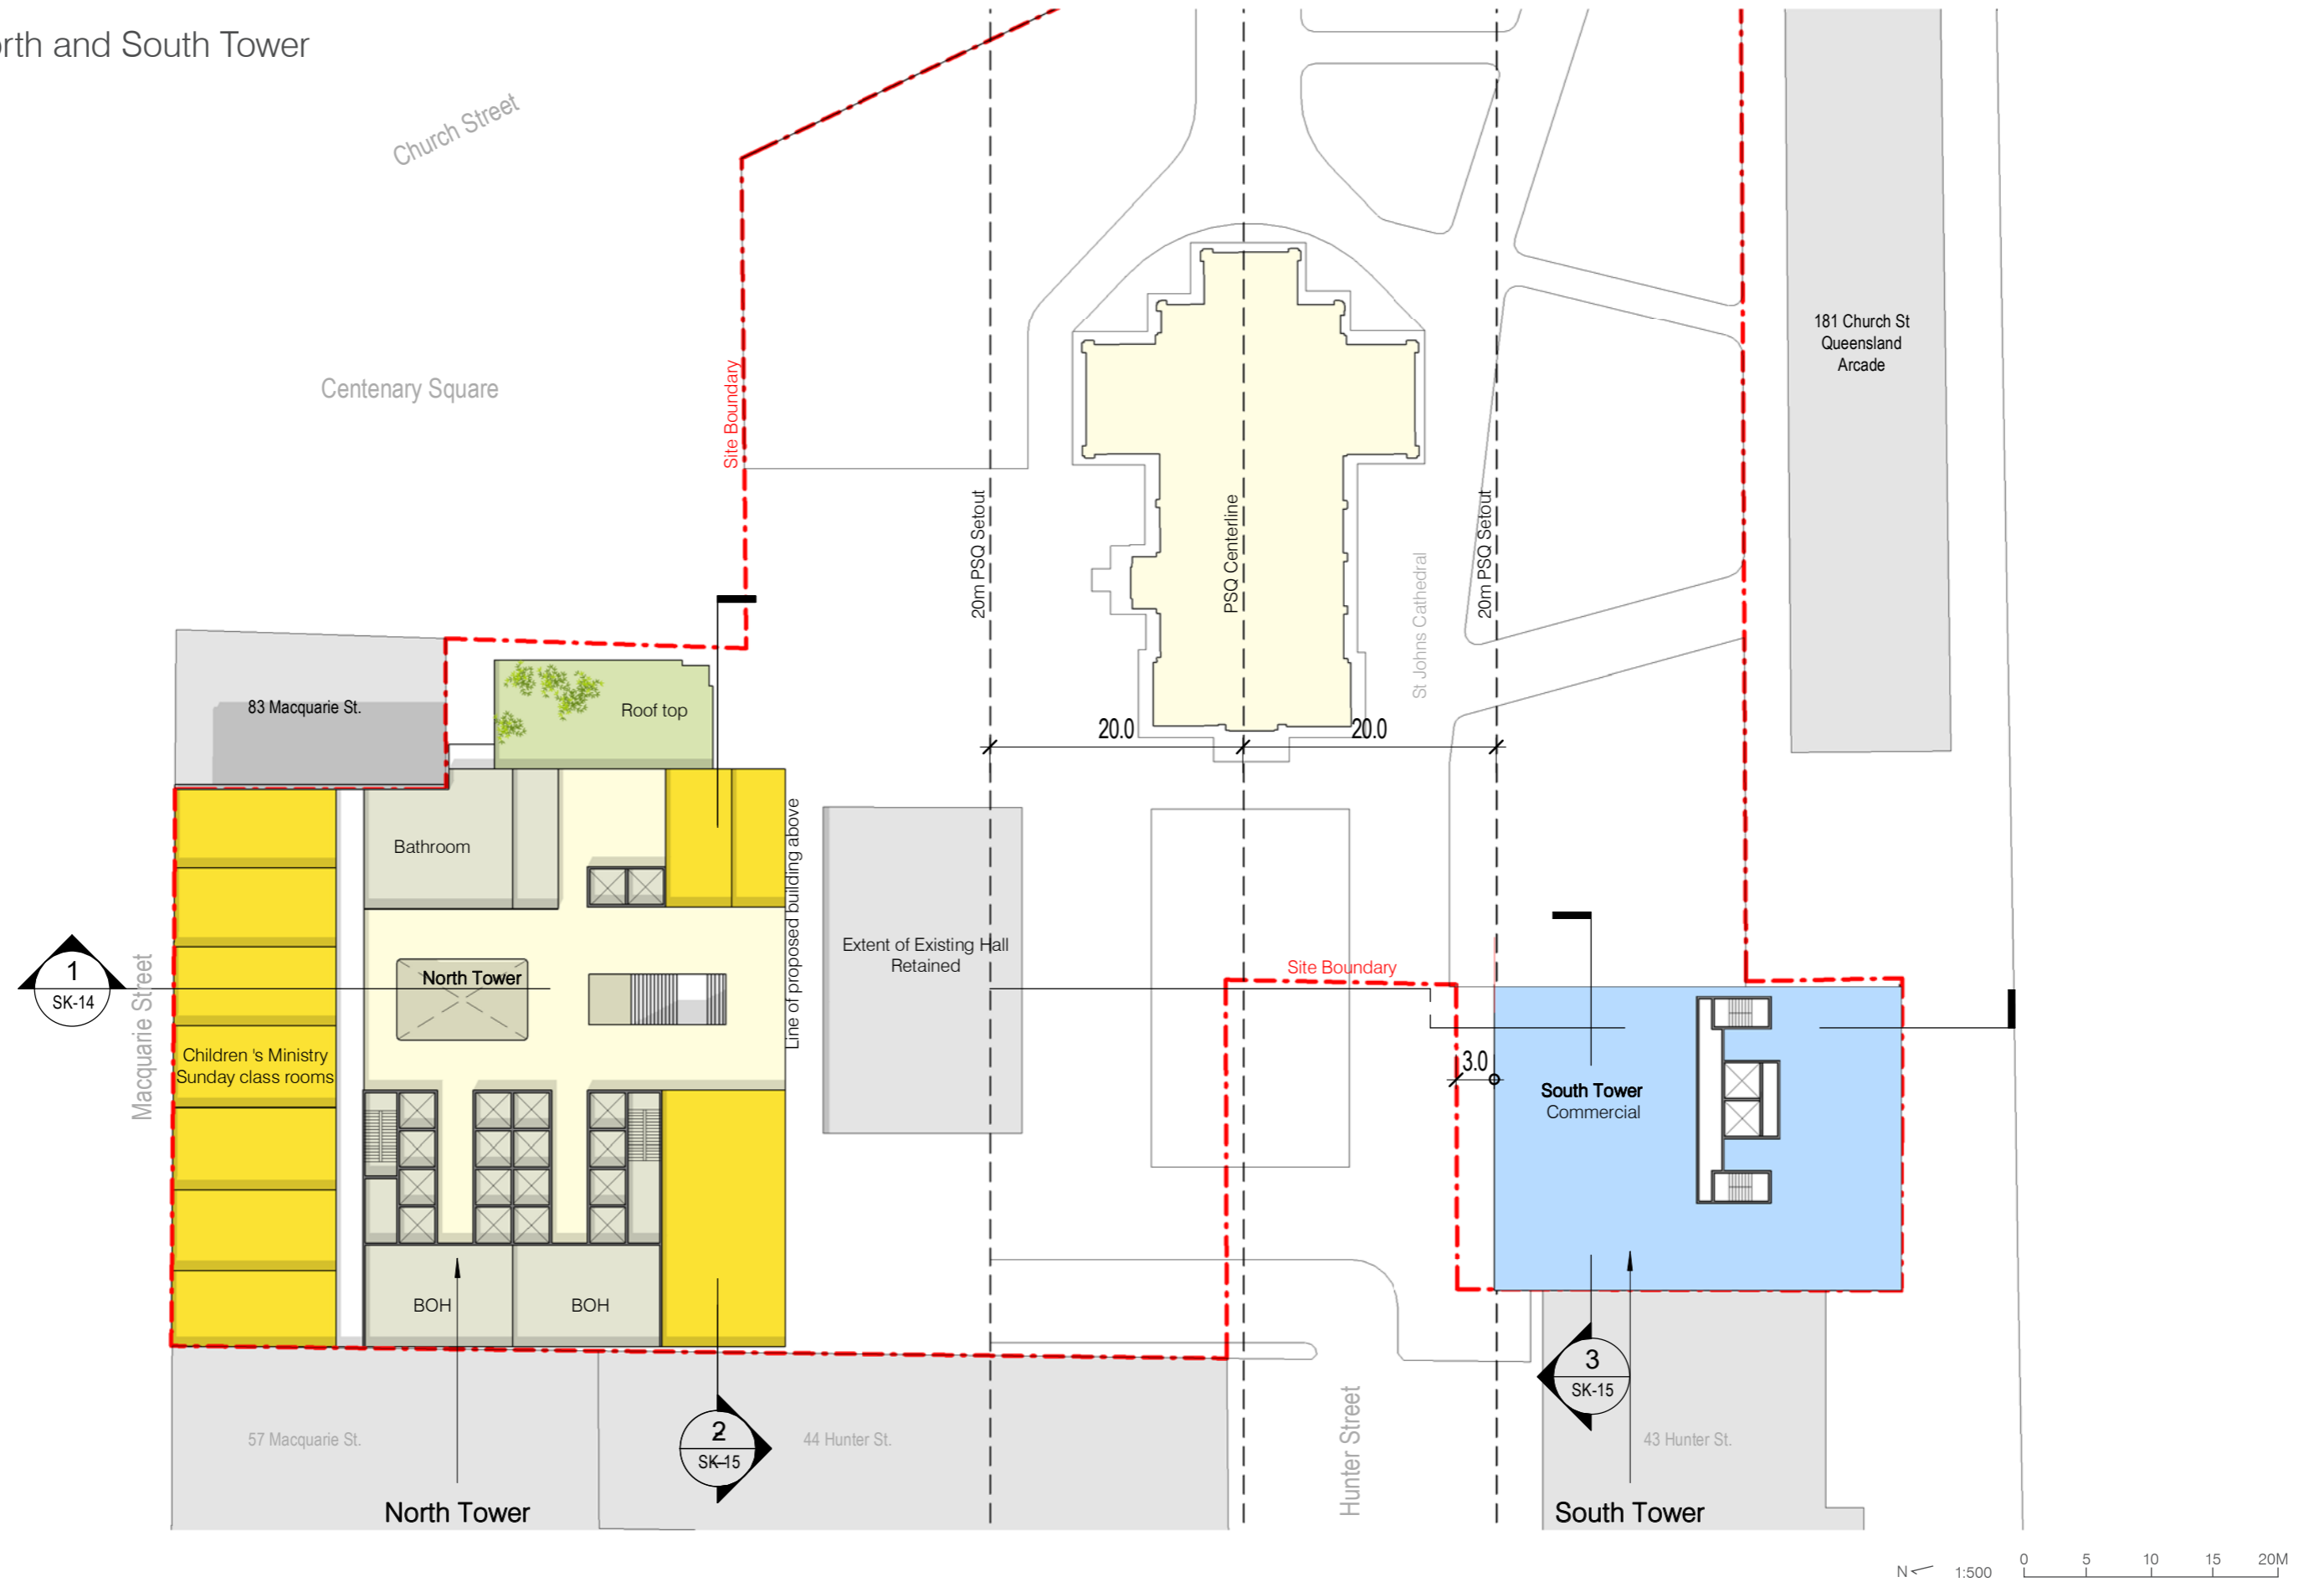 rth and South Tower
Church Street
Centenary Square
Site Boundary
20m PSQ Setout
PSQ Centerline
St Johns Cathedral
20m PSQ Setout
181 Church St
Queensland
Arcade
83 Macquarie St.
Roof top
20.0
20.0
Bathroom
Line of proposed building above
Extent of Existing Hall
Retained
North Tower
Site Boundary
1
SK-14
Macquarie Street
Children 's Ministry
Sunday class rooms
3.0
South Tower
Commercial
BOH
BOH
3
SK-15
2
SK-15
57 Macquarie St.
44 Hunter St.
Hunter Street
43 Hunter St.
North Tower
South Tower
N
1:500
0
5
10
15
20M